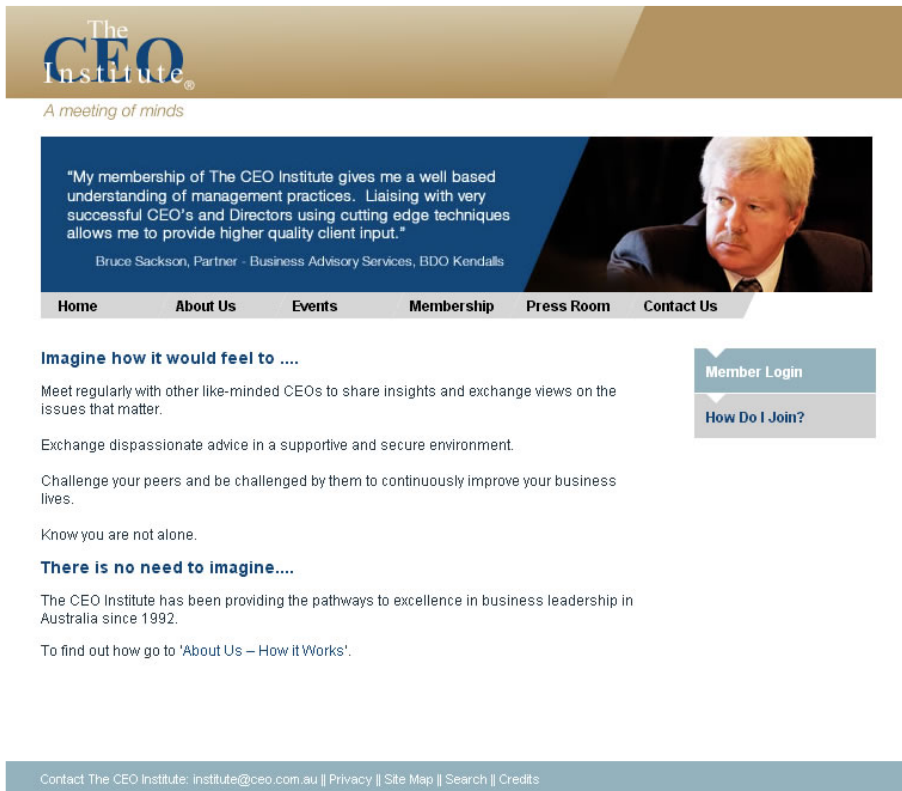 The
CEO
Institute®
A meeting of minds
"My membership of The CEO Institute gives me a well based
understanding of management practices. Liaising with very
successful CEO's and Directors using cutting edge techniques
allows me to provide higher quality client input."
Bruce Sackson, Partner - Business Advisory Services, BDO Kendalls
Home About Us Events Membership Press Room Contact Us
Imagine how it would feel to ....
Meet regularly with other like-minded CEOs to share insights and exchange views on the
issues that matter.
Exchange dispassionate advice in a supportive and secure environment.
Challenge your peers and be challenged by them to continuously improve your business
lives.
Know you are not alone.
There is no need to imagine....
The CEO Institute has been providing the pathways to excellence in business leadership in
Australia since 1992.
To find out how go to 'About Us – How it Works'.
Member Login
How Do I Join?
Contact The CEO Institute: institute@ceo.com.au || Privacy || Site Map || Search || Credits